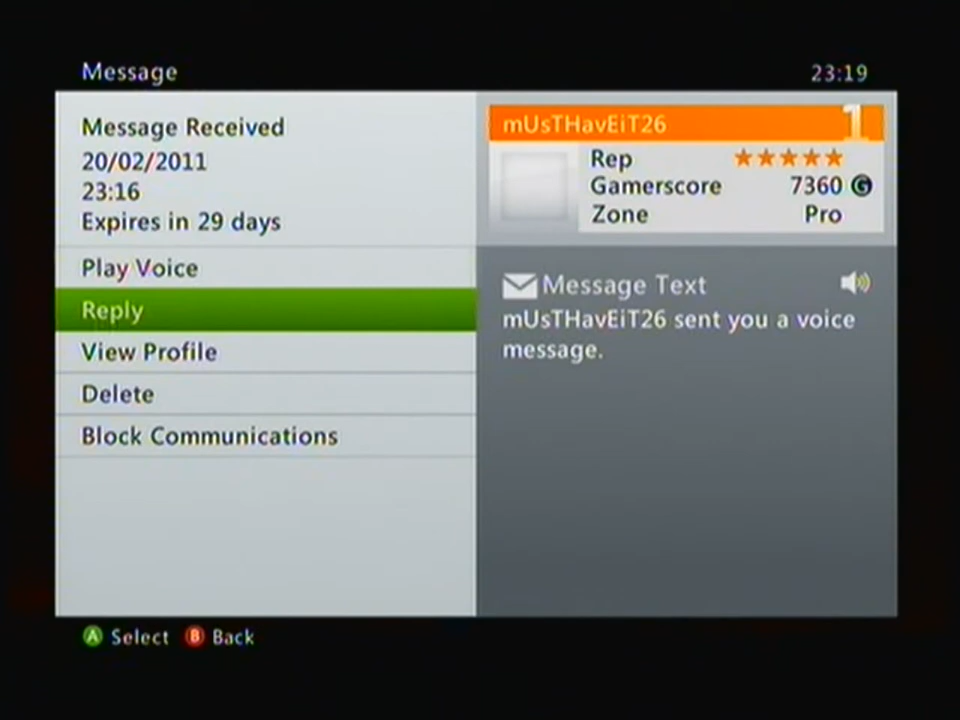 Message
23:19
Message Received
20/02/2011
23:16
Expires in 29 days
Play Voice
Reply
View Profile
Delete
Block Communications
mUsTHavEiT26
1
Rep ★★★★★
Gamerscore 7360 G
Zone Pro
Message Text
mUsTHavEiT26 sent you a voice
message.
A Select B Back